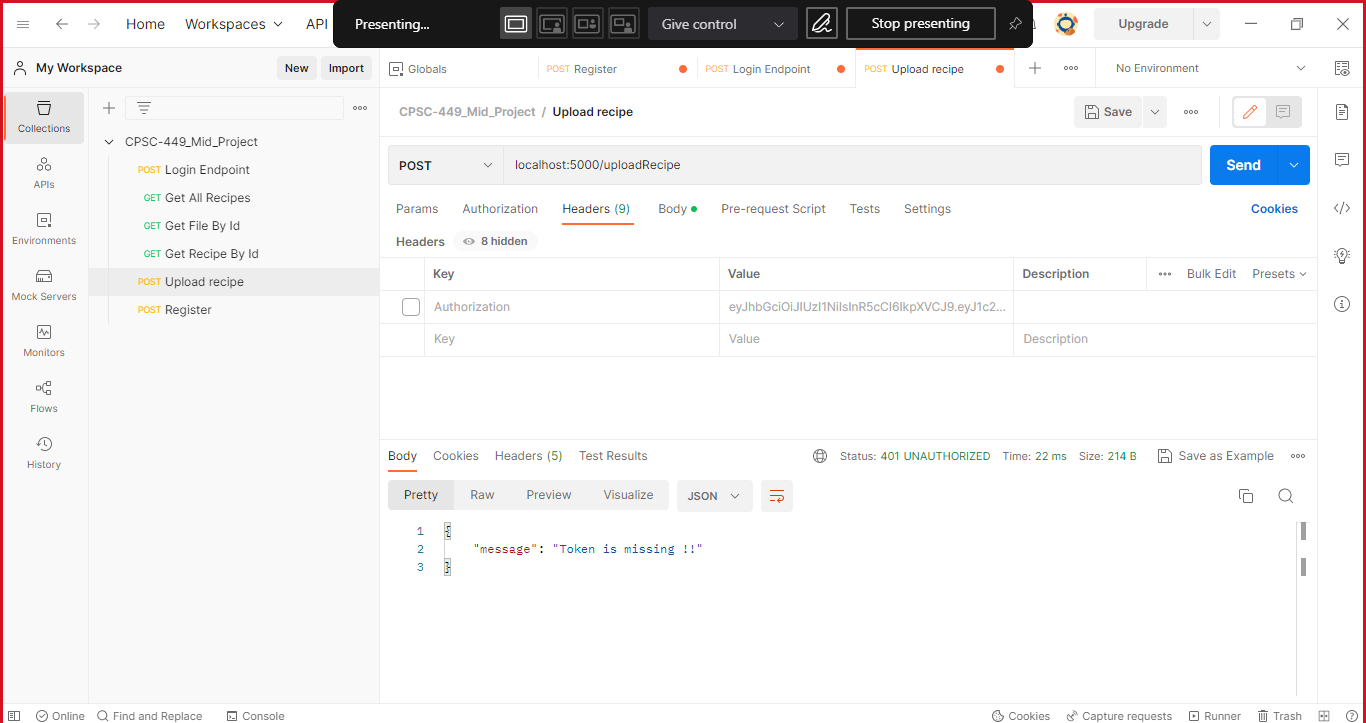 Home Workspaces API
Presenting... Give control Stop presenting
Upgrade
My Workspace New Import
Globals POST Register POST Login Endpoint POST Upload recipe No Environment
Collections
APIs
Environments
Mock Servers
Monitors
Flows
History
CPSC-449_Mid_Project
POST Login Endpoint
GET Get All Recipes
GET Get File By Id
GET Get Recipe By Id
POST Upload recipe
POST Register
CPSC-449_Mid_Project / Upload recipe Save
POST localhost:5000/uploadRecipe Send
Params Authorization Headers (9) Body Pre-request Script Tests Settings Cookies
Headers 8 hidden
Key Value Description Bulk Edit Presets
Authorization eyJhbGciOiJIUzI1NiIsInR5cCI6IkpXVCJ9.eyJ1c2...
Key Value Description
Body Cookies Headers (5) Test Results Status: 401 UNAUTHORIZED Time: 22 ms Size: 214 B Save as Example
Pretty Raw Preview Visualize JSON
1 {
2 "message": "Token is missing !!"
3 }
Online Find and Replace Console Cookies Capture requests Runner Trash